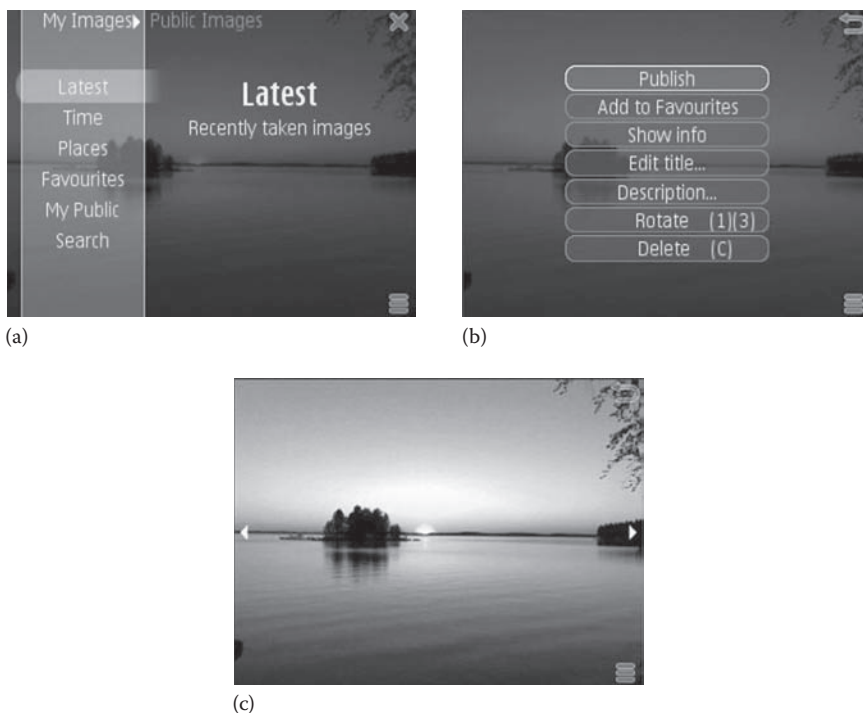 My Images Public Images
Latest
Time
Places
Favourites
My Public
Search
Latest
Recently taken images
(a)
Publish
Add to Favourites
Show info
Edit title...
Description...
Rotate (1)(3)
Delete (C)
(b)
(c)